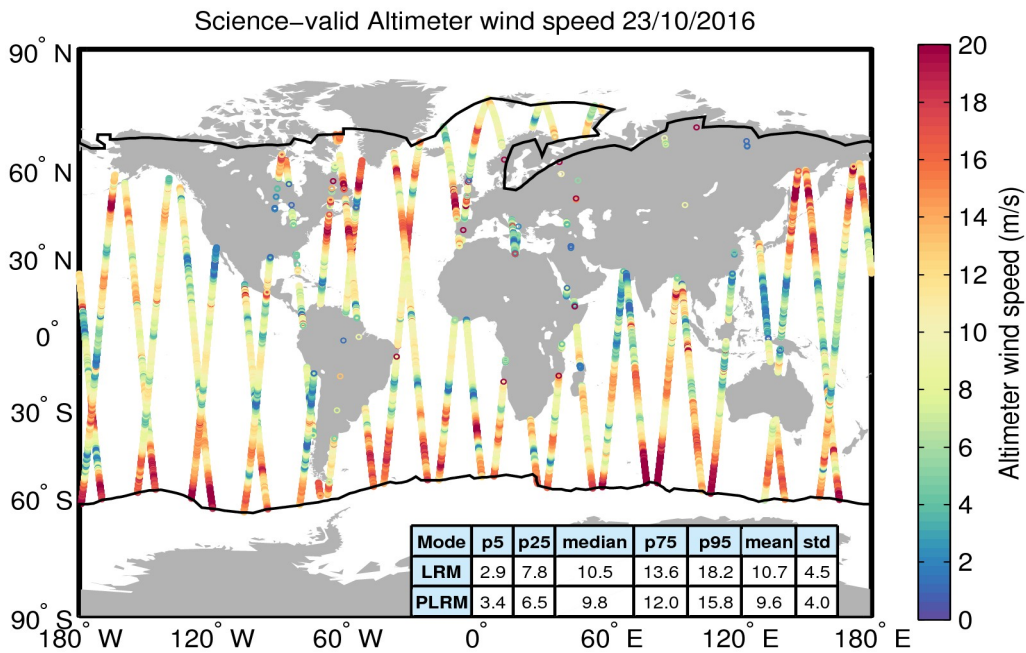 Science−valid Altimeter wind speed 23/10/2016
90° N
60° N
30° N
0°
30° S
60° S
90° S
180° W
120° W
60° W
0°
60° E
120° E
180° E
Mode p5 p25 median p75 p95 mean std
LRM 2.9 7.8 10.5 13.6 18.2 10.7 4.5
PLRM 3.4 6.5 9.8 12.0 15.8 9.6 4.0
20
18
16
14
12
10
8
6
4
2
0
Altimeter wind speed (m/s)